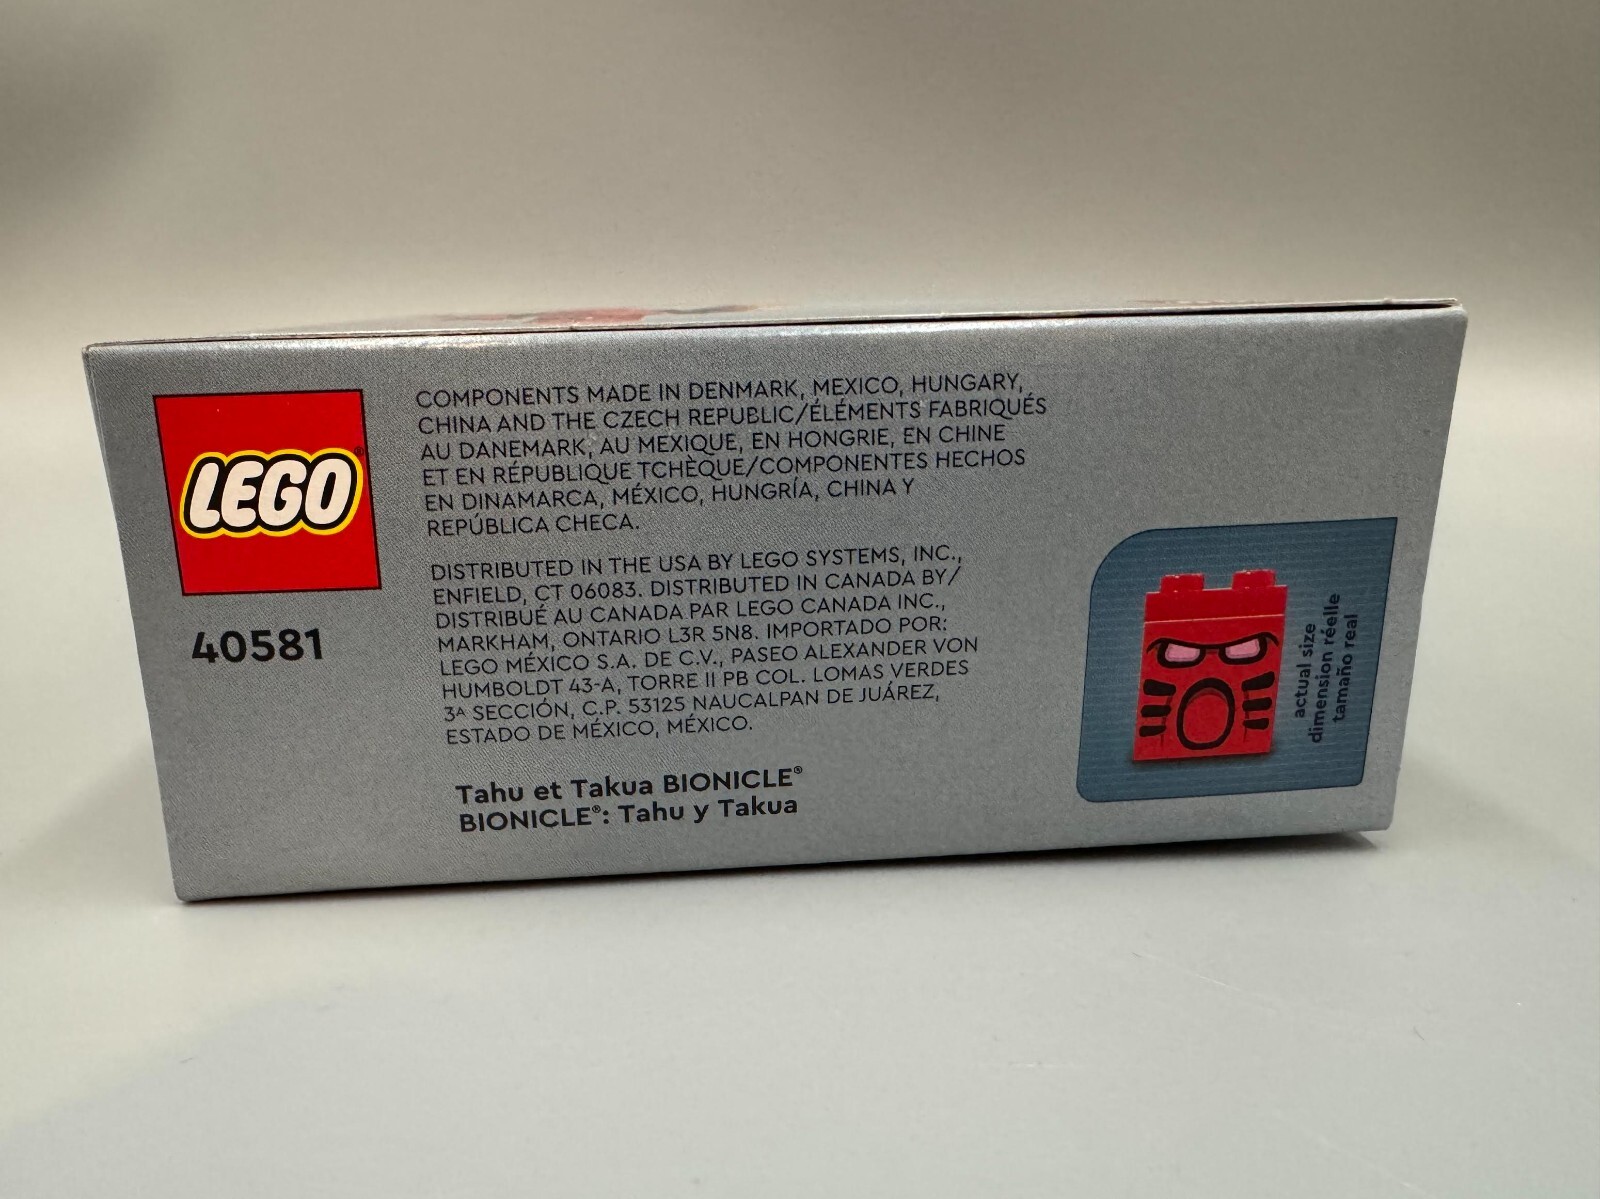 LEGO®
40581
COMPONENTS MADE IN DENMARK, MEXICO, HUNGARY,
CHINA AND THE CZECH REPUBLIC/ÉLÉMENTS FABRIQUÉS
AU DANEMARK, AU MEXIQUE, EN HONGRIE, EN CHINE
ET EN RÉPUBLIQUE TCHÈQUE/COMPONENTES HECHOS
EN DINAMARCA, MÉXICO, HUNGRÍA, CHINA Y
REPÚBLICA CHECA.
DISTRIBUTED IN THE USA BY LEGO SYSTEMS, INC.,
ENFIELD, CT 06083. DISTRIBUTED IN CANADA BY/
DISTRIBUÉ AU CANADA PAR LEGO CANADA INC.,
MARKHAM, ONTARIO L3R 5N8. IMPORTADO POR:
LEGO MÉXICO S.A. DE C.V., PASEO ALEXANDER VON
HUMBOLDT 43-A, TORRE II PB COL. LOMAS VERDES
3ᴬ SECCIÓN, C.P. 53125 NAUCALPAN DE JUÁREZ,
ESTADO DE MÉXICO, MÉXICO.
Tahu et Takua BIONICLE®
BIONICLE®: Tahu y Takua
actual size
dimension réelle
tamaño real